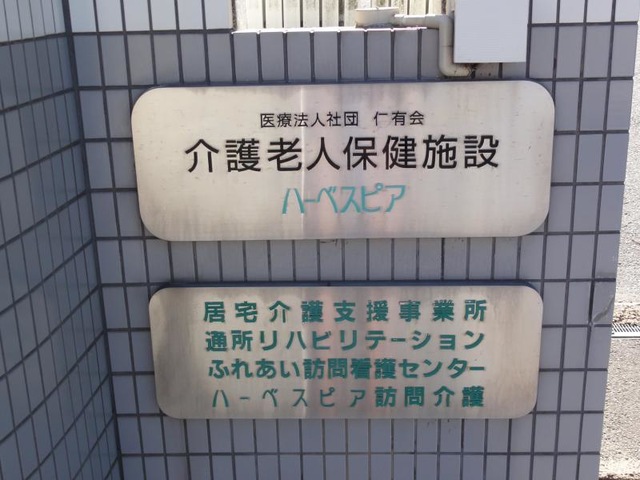 医療法人社団 仁有会
介護老人保健施設
ハーベスピア
居宅介護支援事業所
通所リハビリテーション
ふれあい訪問看護センター
ハーベスピア訪問介護